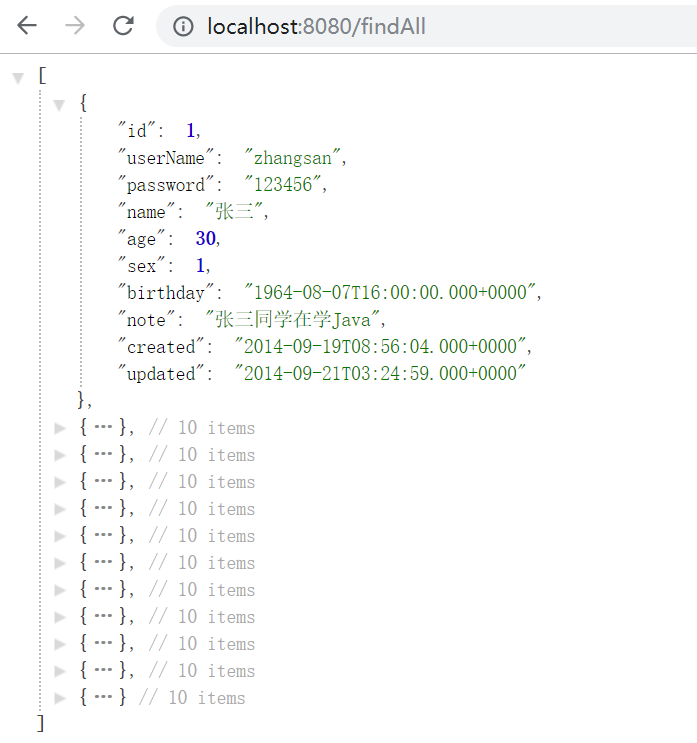 localhost:8080/findAll
[
{
"id": 1,
"userName": "zhangsan",
"password": "123456",
"name": "张三",
"age": 30,
"sex": 1,
"birthday": "1964-08-07T16:00:00.000+0000",
"note": "张三同学在学Java",
"created": "2014-09-19T08:56:04.000+0000",
"updated": "2014-09-21T03:24:59.000+0000"
},
{···}, // 10 items
{···}, // 10 items
{···}, // 10 items
{···}, // 10 items
{···}, // 10 items
{···}, // 10 items
{···}, // 10 items
{···}, // 10 items
{···}, // 10 items
{···}, // 10 items
{···} // 10 items
]